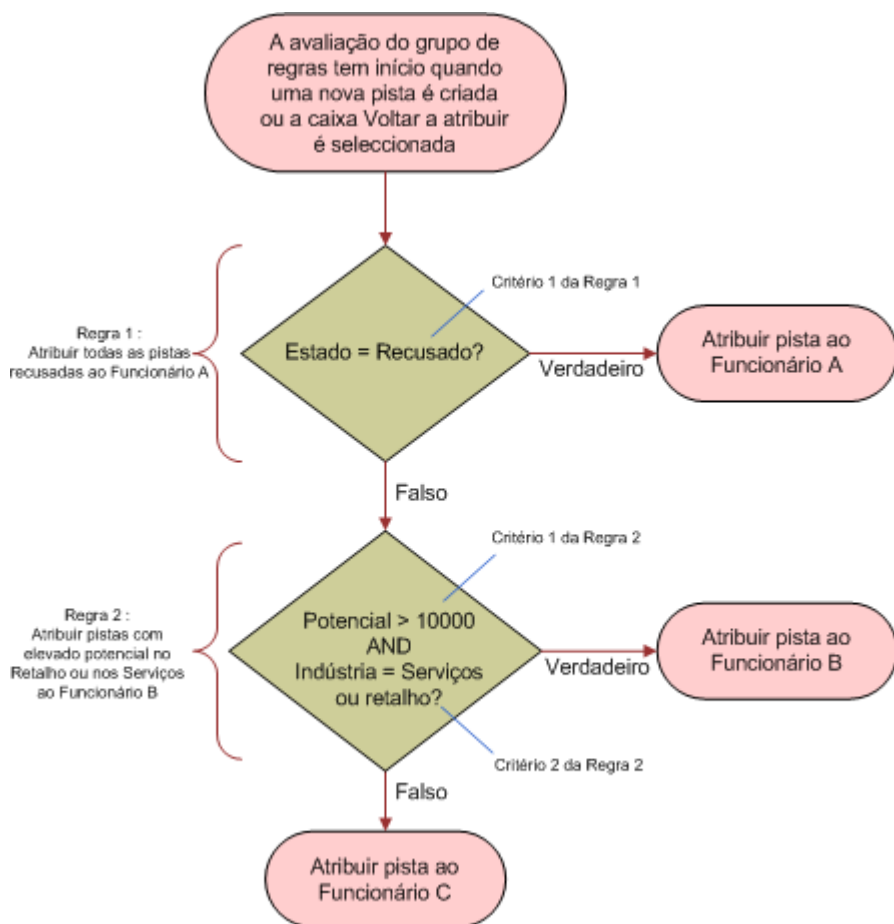 A avaliação do grupo de
regras tem início quando
uma nova pista é criada
ou a caixa Voltar a atribuir
é seleccionada
Critério 1 da Regra 1
Regra 1 :
Atribuir todas as pistas
recusadas ao Funcionário A
Estado = Recusado?
Verdadeiro
Atribuir pista ao
Funcionário A
Falso
Critério 1 da Regra 2
Regra 2 :
Atribuir pistas com
elevado potencial no
Retalho ou nos Serviços
ao Funcionário B
Potencial > 10000
AND
Indústria = Serviços
ou retalho?
Verdadeiro
Atribuir pista ao
Funcionário B
Critério 2 da Regra 2
Falso
Atribuir pista ao
Funcionário C